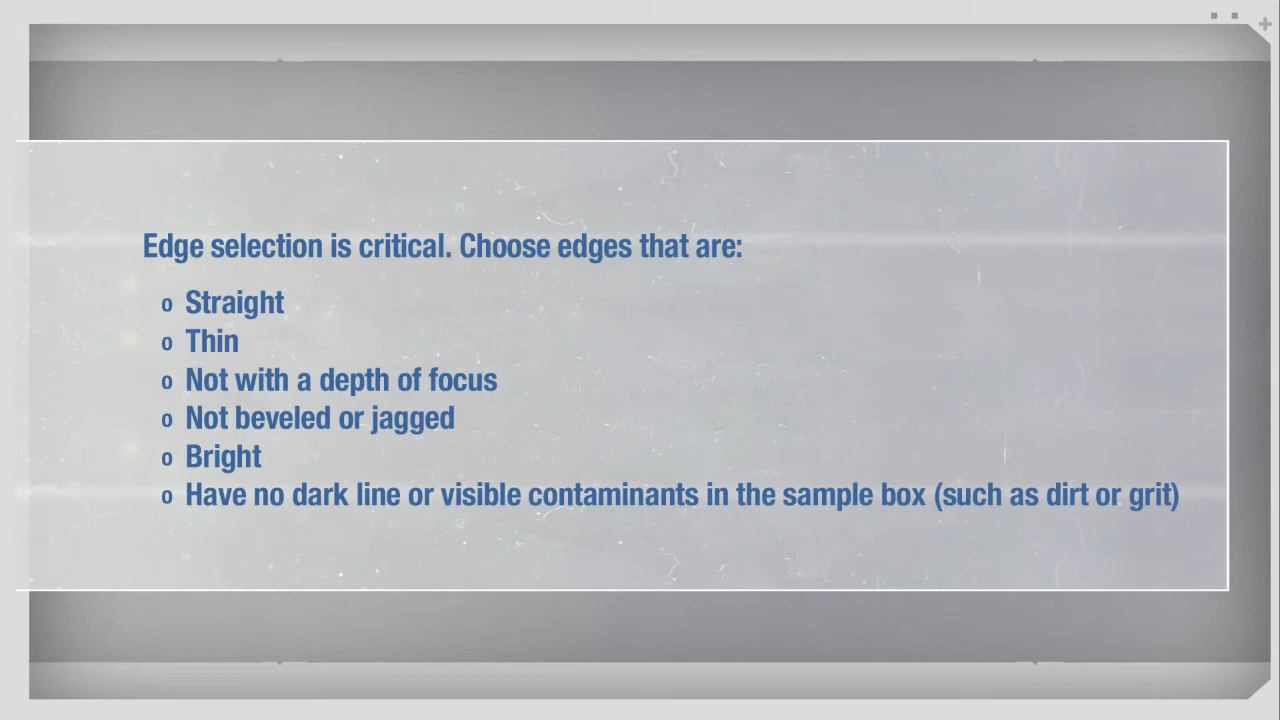 Edge selection is critical. Choose edges that are:
o Straight
o Thin
o Not with a depth of focus
o Not beveled or jagged
o Bright
o Have no dark line or visible contaminants in the sample box (such as dirt or grit)